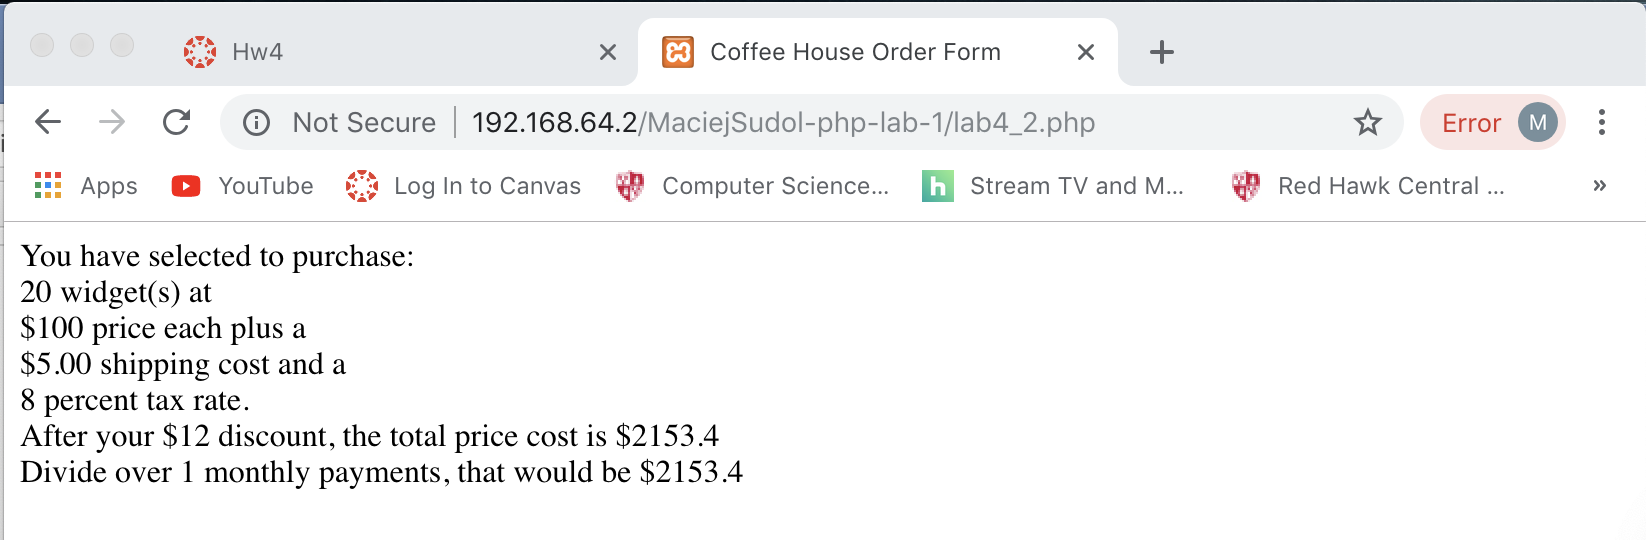 Hw4
Coffee House Order Form
Not Secure 192.168.64.2/MaciejSudol-php-lab-1/lab4_2.php
Error M
Apps YouTube Log In to Canvas Computer Science... h Stream TV and M... Red Hawk Central ... »
You have selected to purchase:
20 widget(s) at
$100 price each plus a
$5.00 shipping cost and a
8 percent tax rate.
After your $12 discount, the total price cost is $2153.4
Divide over 1 monthly payments, that would be $2153.4